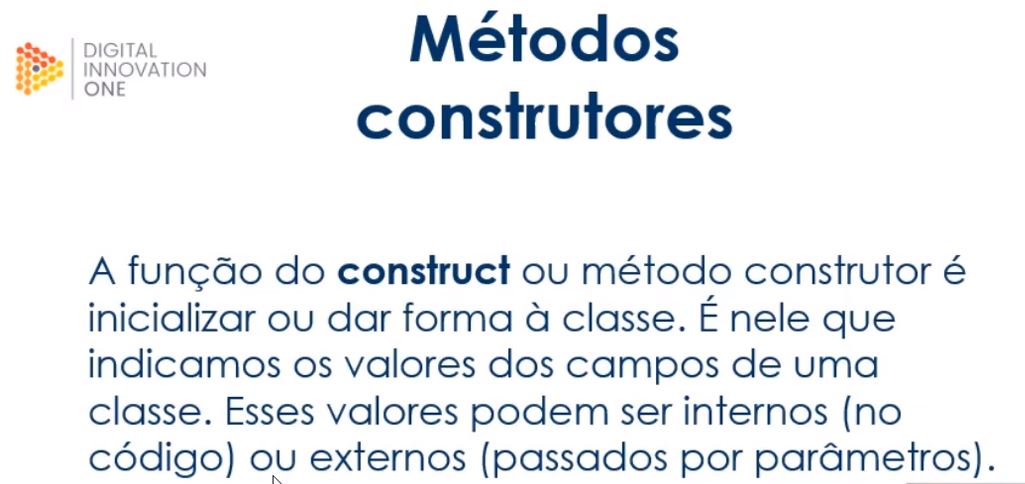 DIGITAL
INNOVATION
ONE
Métodos
construtores
A função do construct ou método construtor é
inicializar ou dar forma à classe. É nele que
indicamos os valores dos campos de uma
classe. Esses valores podem ser internos (no
código) ou externos (passados por parâmetros).